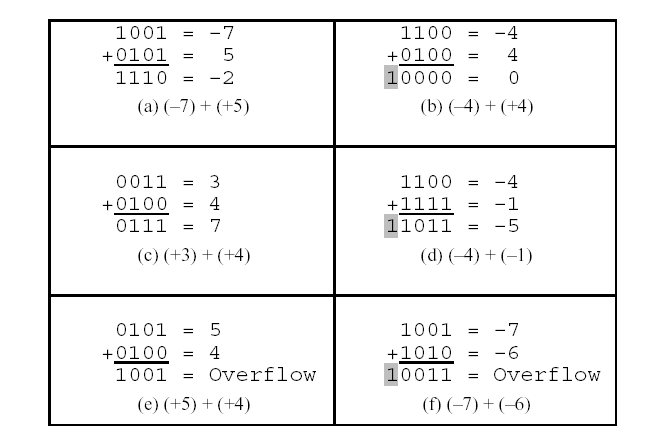 1001 = –7
+0101 = 5
1110 = –2
(a) (–7) + (+5)
1100 = –4
+0100 = 4
10000 = 0
(b) (–4) + (+4)
0011 = 3
+0100 = 4
0111 = 7
(c) (+3) + (+4)
1100 = –4
+1111 = –1
11011 = –5
(d) (–4) + (–1)
0101 = 5
+0100 = 4
1001 = Overflow
(e) (+5) + (+4)
1001 = –7
+1010 = –6
10011 = Overflow
(f) (–7) + (–6)